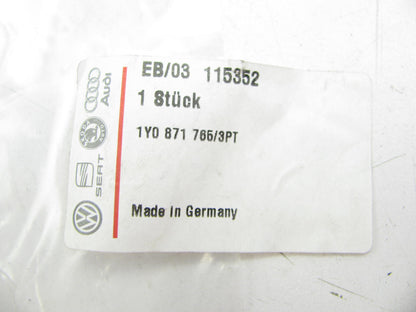 EB/03 115352
1 Stück
1Y0 871 766/3PT
Made in Germany
Audi
SEAT